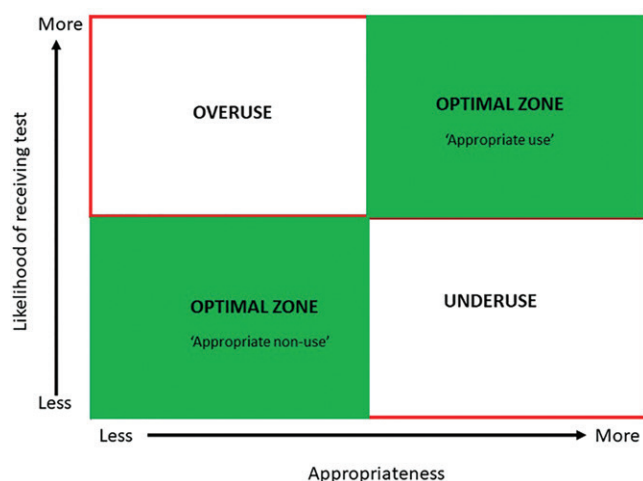 More
OVERUSE
OPTIMAL ZONE
‘Appropriate use’
Likelihood of receiving test
OPTIMAL ZONE
‘Appropriate non-use’
UNDERUSE
Less
Less
More
Appropriateness